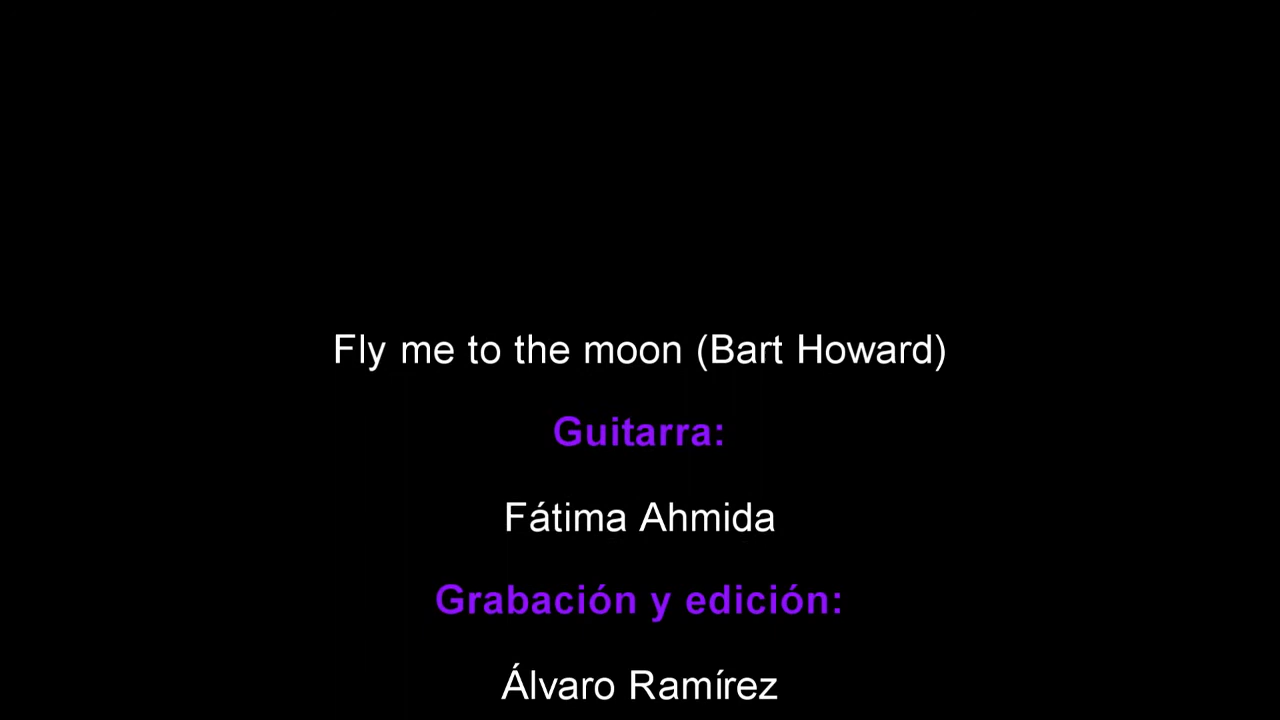 Fly me to the moon (Bart Howard)
Guitarra:
Fátima Ahmida
Grabación y edición:
Álvaro Ramírez